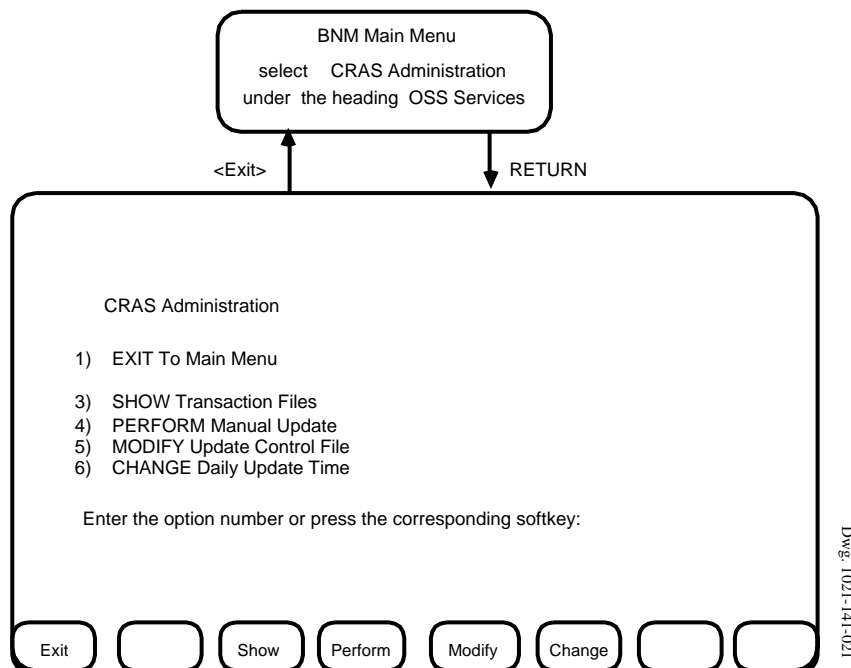 BNM Main Menu
select CRAS Administration
under the heading OSS Services
<Exit>
RETURN
CRAS Administration
1) EXIT To Main Menu
3) SHOW Transaction Files
4) PERFORM Manual Update
5) MODIFY Update Control File
6) CHANGE Daily Update Time
Enter the option number or press the corresponding softkey:
Exit
Show
Perform
Modify
Change
Dwg. 1021-141-021